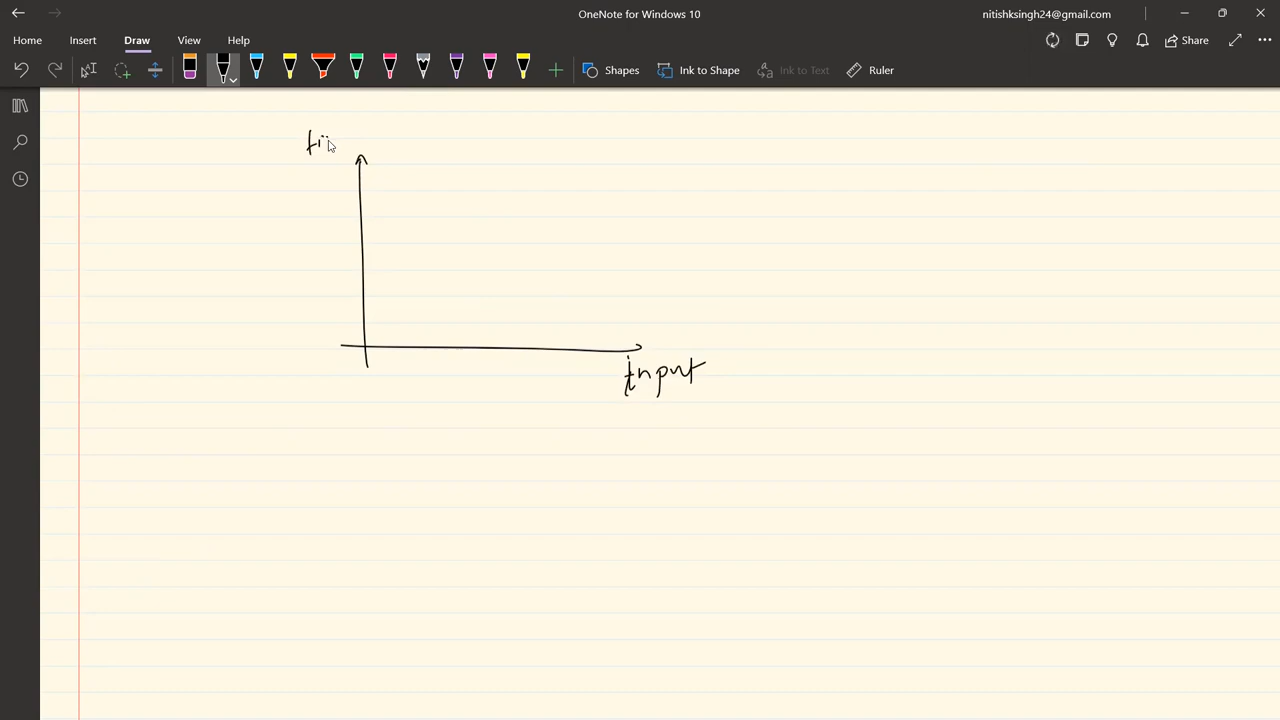 OneNote for Windows 10
nitishksingh24@gmail.com
Home Insert Draw View Help
Share
Shapes Ink to Shape Ink to Text Ruler
input